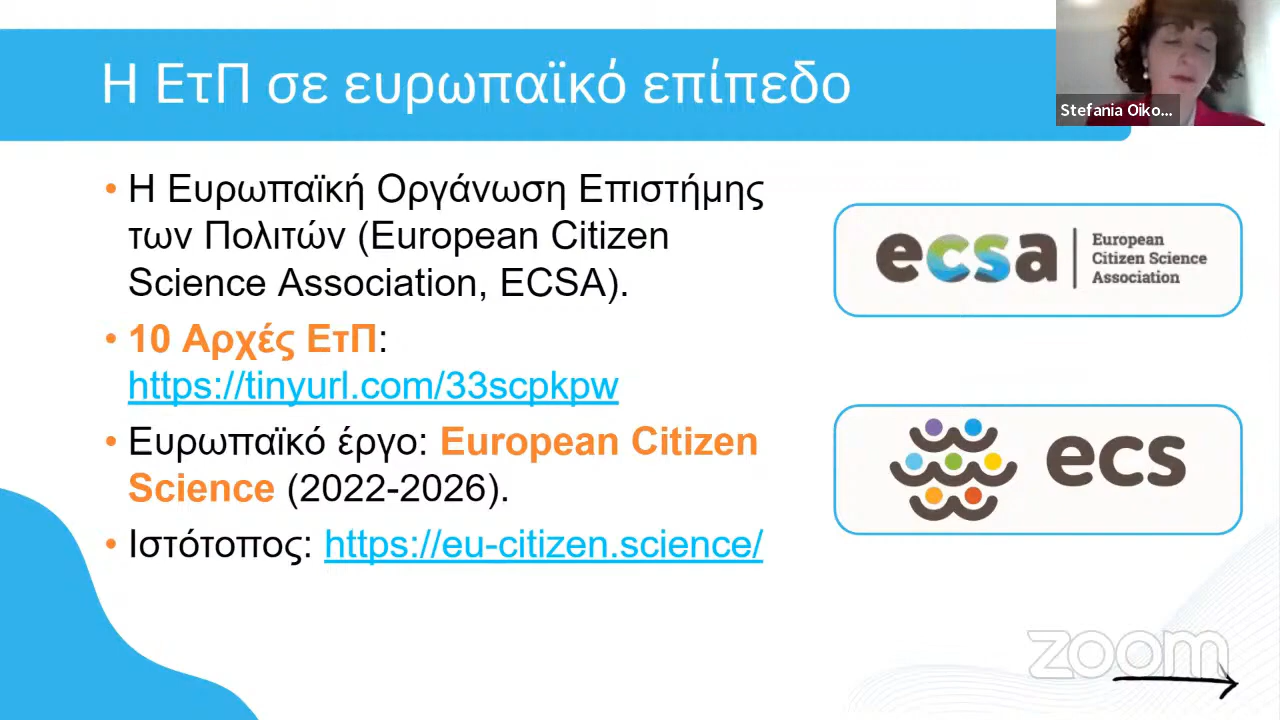 Η ΕτΠ σε ευρωπαϊκό επίπεδο
Stefania Oiko...
• Η Ευρωπαϊκή Οργάνωση Επιστήμης
των Πολιτών (European Citizen
Science Association, ECSA).
• 10 Αρχές ΕτΠ:
https://tinyurl.com/33scpkpw
• Ευρωπαϊκό έργο: European Citizen
Science (2022-2026).
• Ιστότοπος: https://eu-citizen.science/
ecsa
European
Citizen Science
Association
ecs
zoom